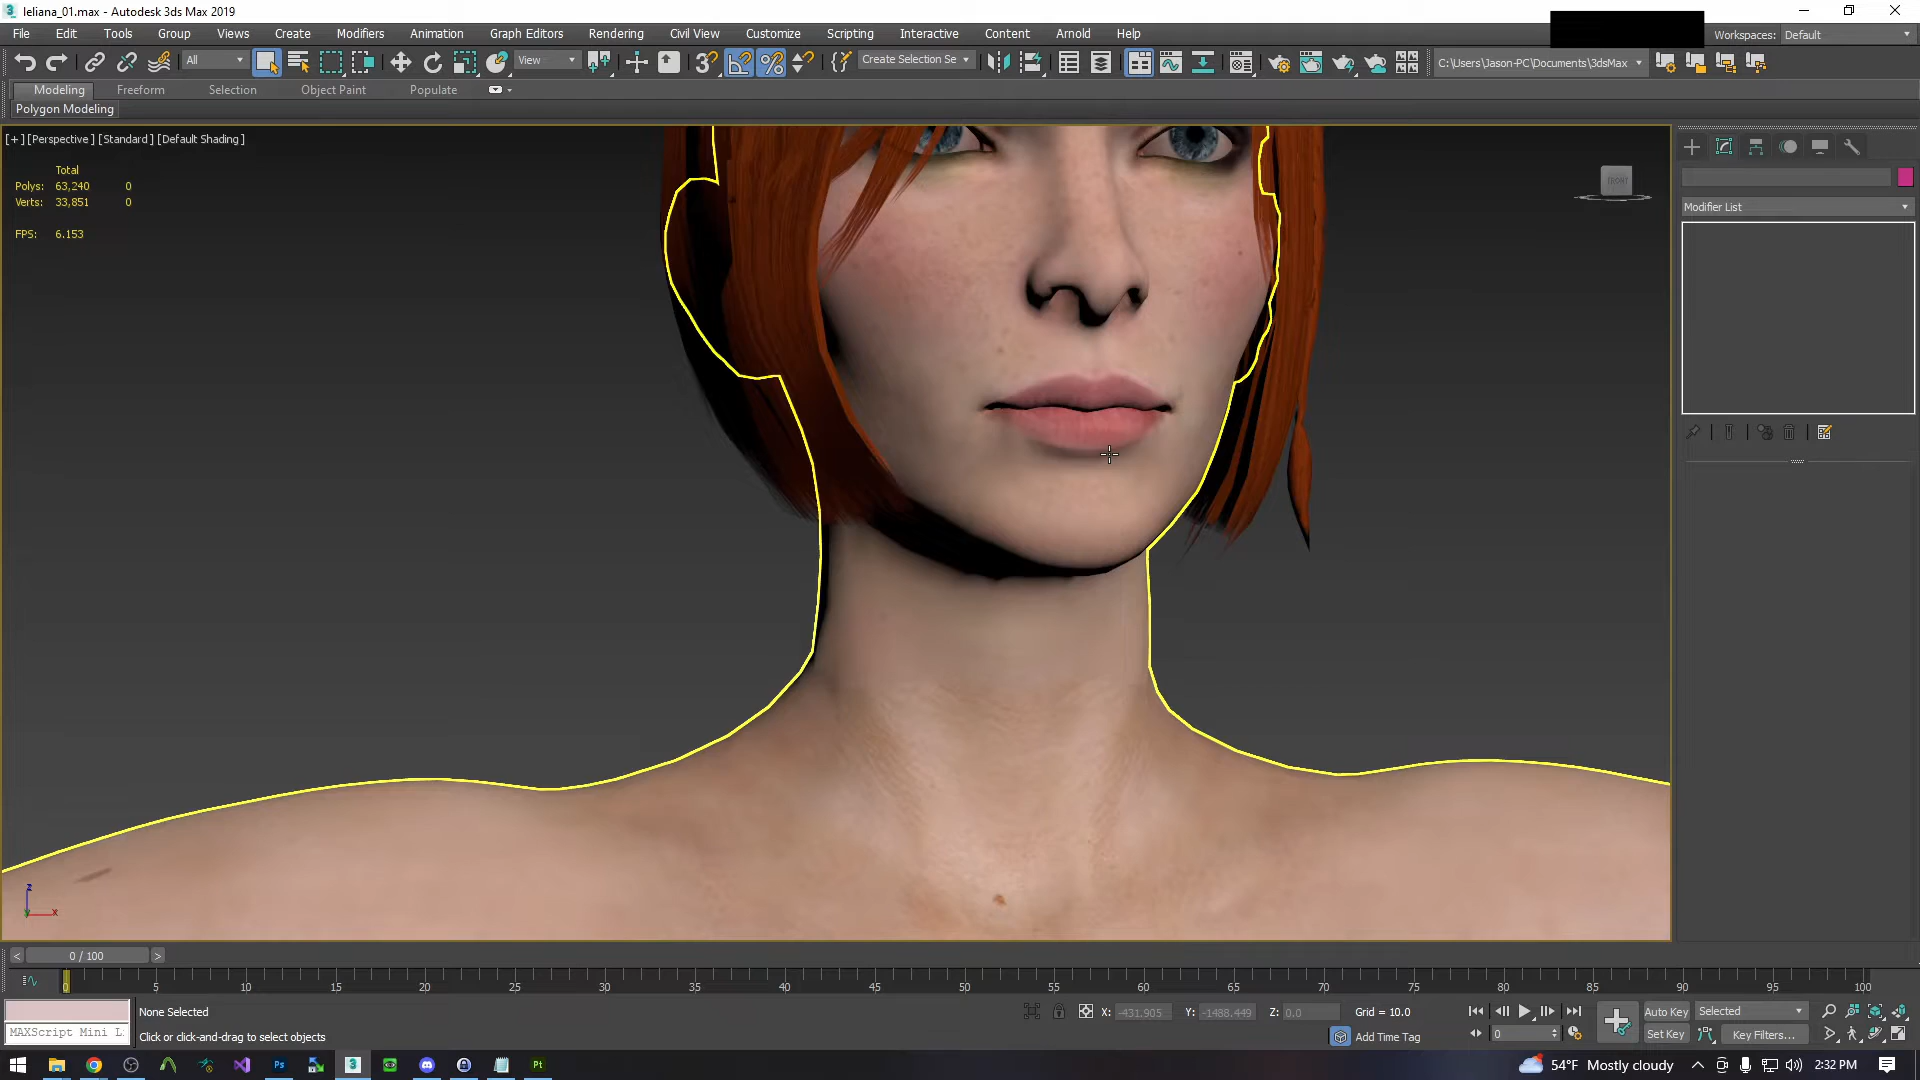 leliana_01.max - Autodesk 3ds Max 2019
File Edit Tools Group Views Create Modifiers Animation Graph Editors Rendering Civil View Customize Scripting Interactive Content Arnold Help
Workspaces: Default
All View Create Selection Se C:\Users\Jason-PC\Documents\3dsMax
Modeling Freeform Selection Object Paint Populate
Polygon Modeling
[+] [Perspective] [Standard] [Default Shading]
Total
Polys: 63,240 0
Verts: 33,851 0
FPS: 6.153
FRONT
Modifier List
z
x
0 / 100
0 5 10 15 20 25 30 35 40 45 50 55 60 65 70 75 80 85 90 95 100
None Selected
X: -431.905 Y: -1488.449 Z: 0.0 Grid = 10.0
Auto Key Selected
MAXScript Mini Li
Click or click-and-drag to select objects
Add Time Tag
0
Set Key
Key Filters...
Ps 3 Pt
54°F Mostly cloudy
2:32 PM